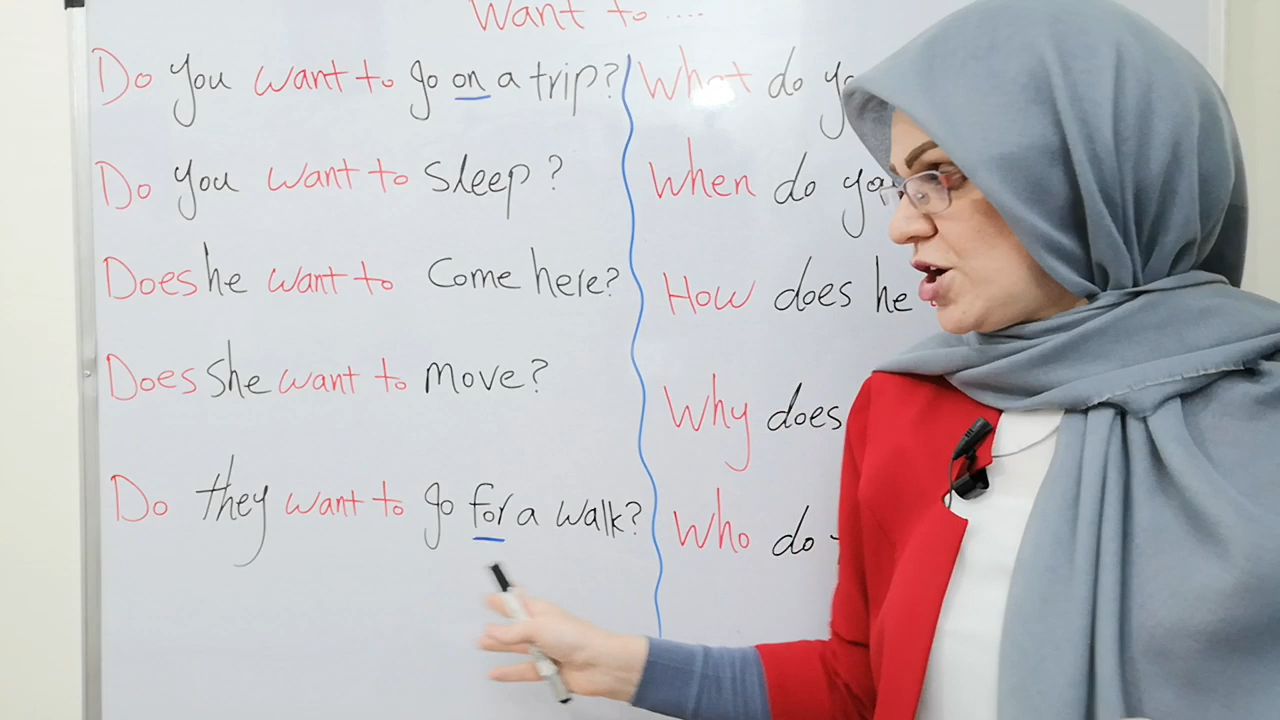 Want to ....
Do you want to go on a trip?
Do you want to sleep?
Does he want to come here?
Does she want to move?
Do they want to go for a walk?
What do
When do
How does he
Why does
Who do